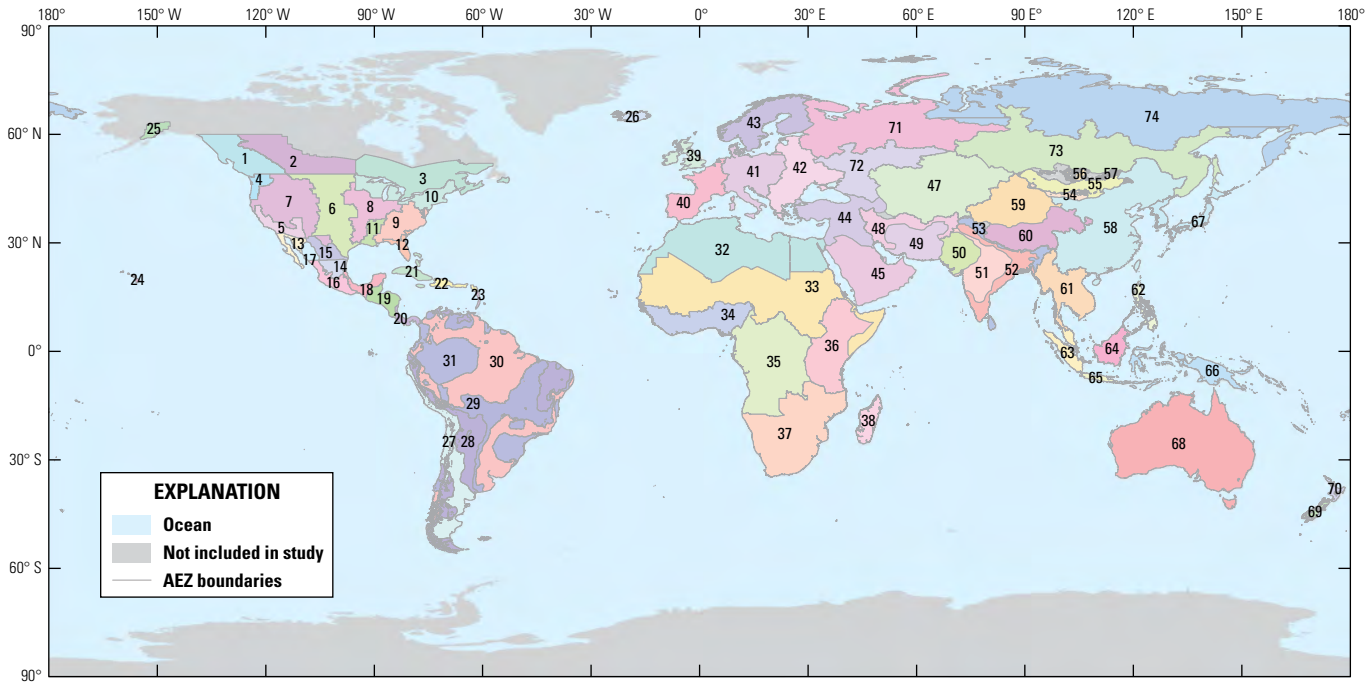 180° 150° W 120° W 90° W 60° W 30° W 0° 30° E 60° E 90° E 120° E 150° E 180°
90°
74
26
25 60° N 65 43 71
1 2 39 73
3 42 72 56 57
4 41 55
7 8 10 47 54
6 40 59
5 9 44
11 48 53 60 58 67
13 12 30° N 49
15 32 50
17 14 45 51 52
24 21
16 22 33 61 62
18 19 23
20 34
0° 31 30 35 36 63 64
65 66
29
27 28 38 68
37
30° S
70
69
60° S
90°
EXPLANATION
Ocean
Not included in study
AEZ boundaries